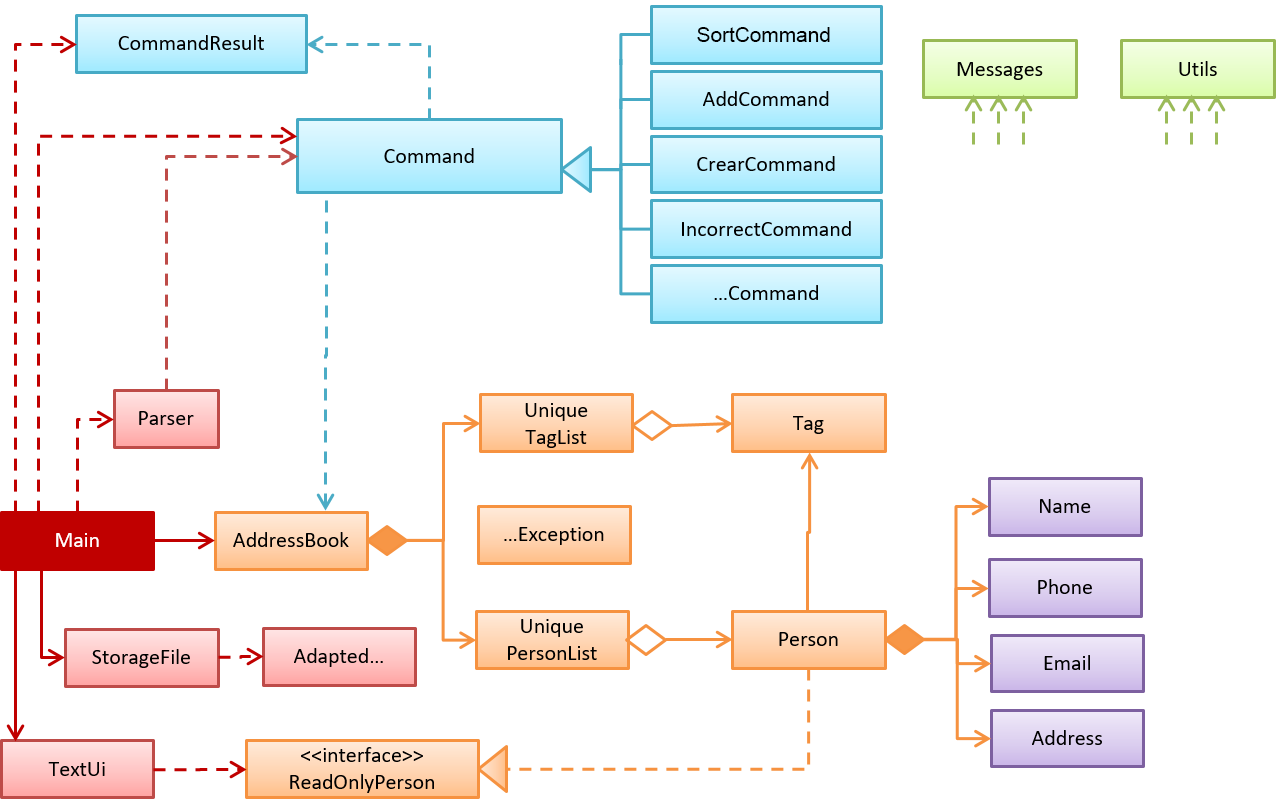 CommandResult
SortCommand
Messages
Utils
AddCommand
Command
CrearCommand
IncorrectCommand
...Command
Parser
Unique
TagList
Tag
Main
AddressBook
...Exception
Name
Phone
Unique
PersonList
Person
StorageFile
Adapted...
Email
Address
TextUi
<<interface>>
ReadOnlyPerson